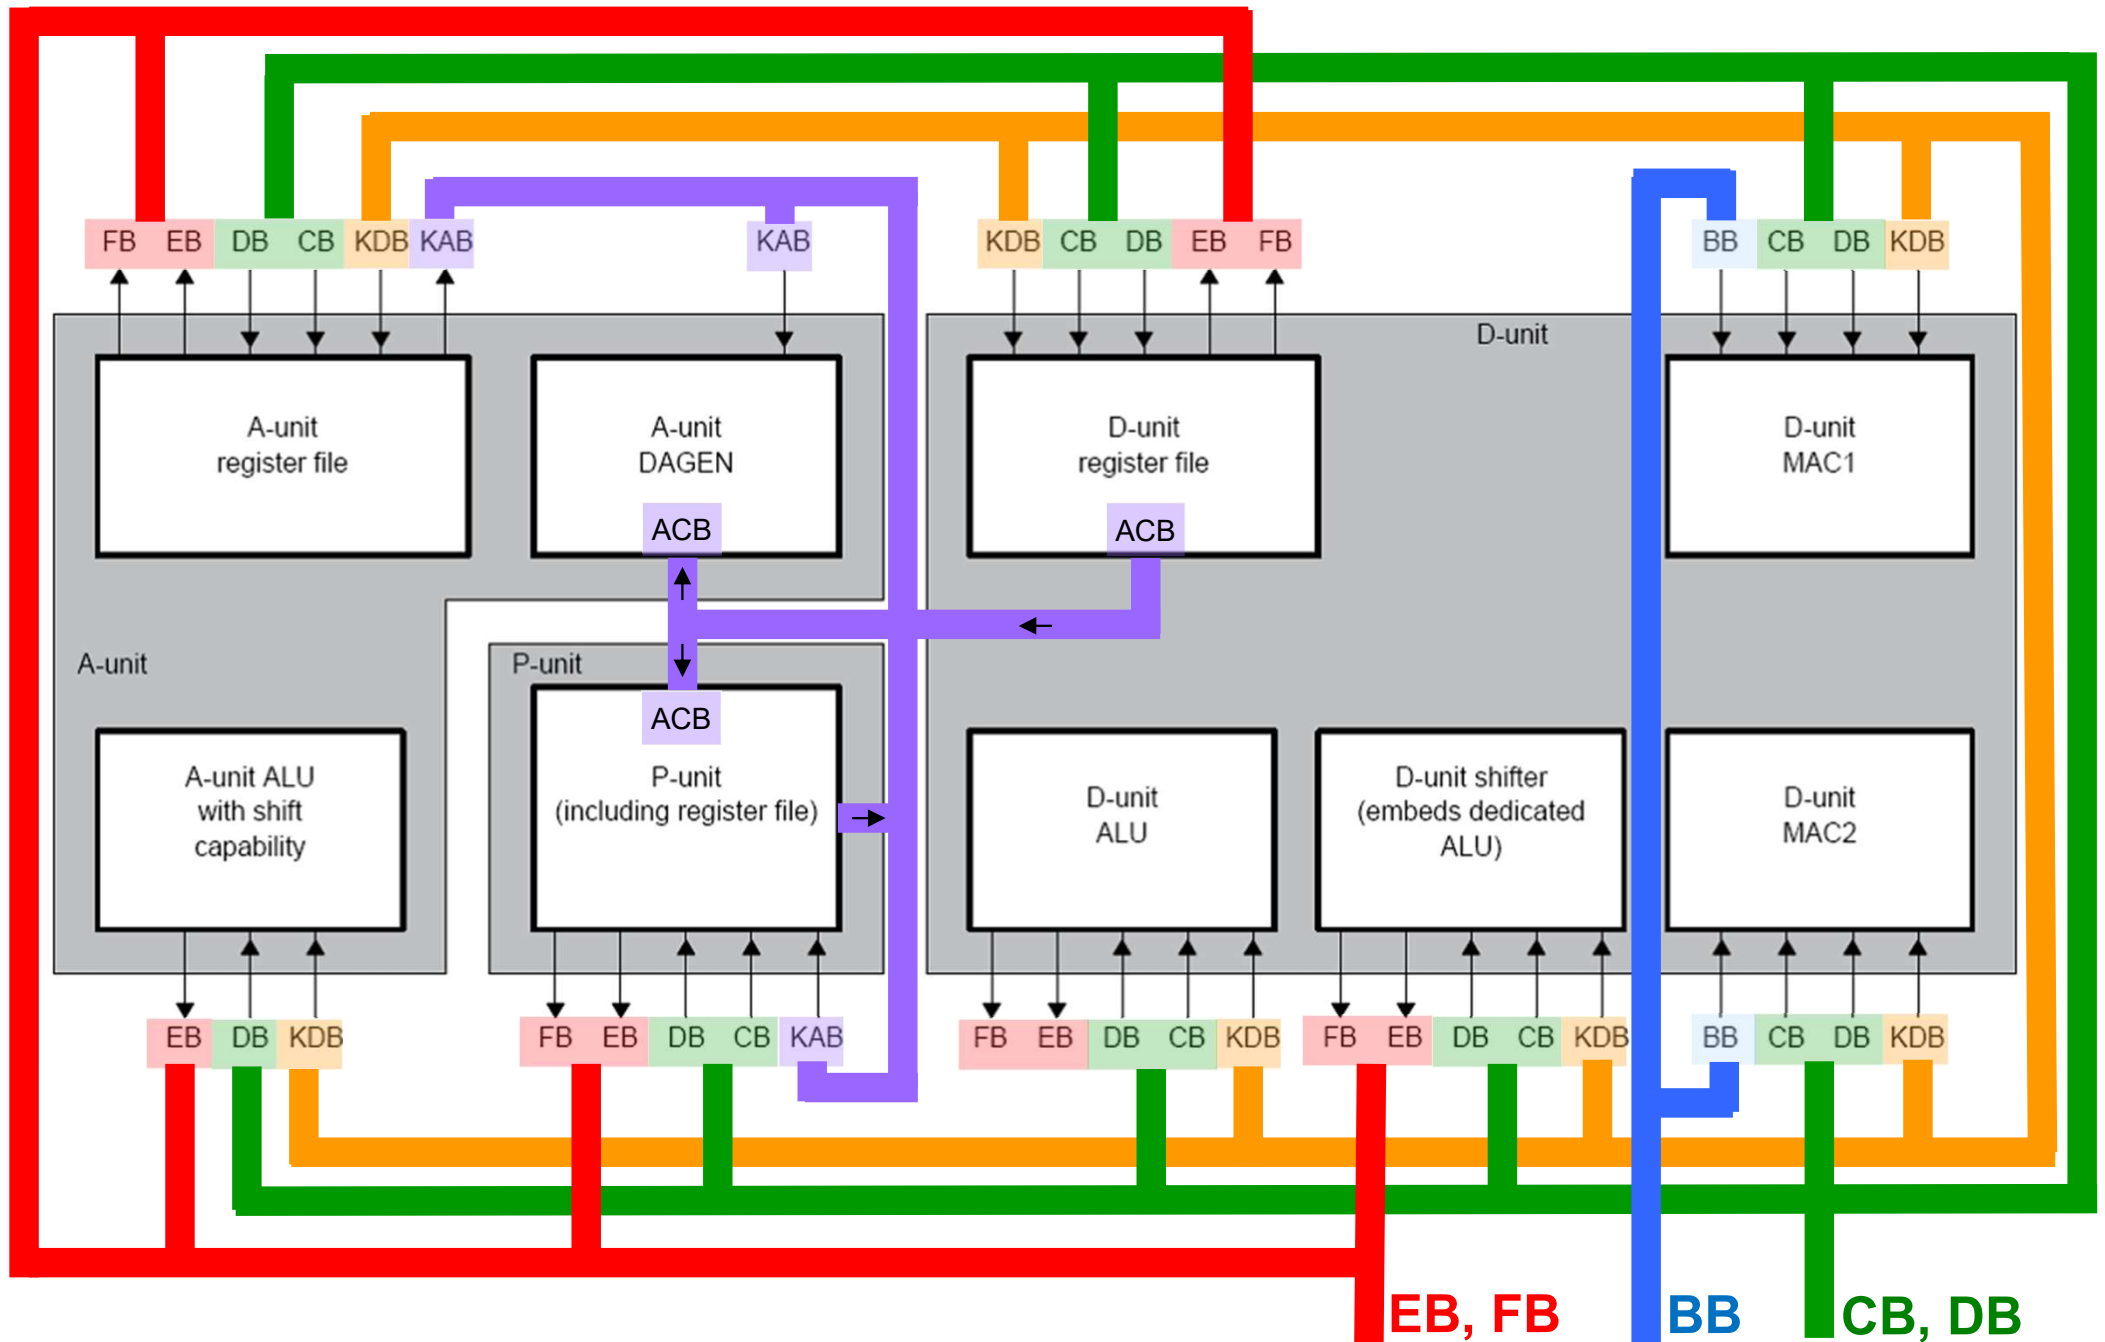 FB EB DB CB KDB KAB
KAB
KDB CB DB EB FB
BB CB DB KDB
D-unit
A-unit
register file
A-unit
DAGEN
ACB
D-unit
register file
ACB
D-unit
MAC1
A-unit
P-unit
ACB
A-unit ALU
with shift
capability
P-unit
(including register file)
D-unit
ALU
D-unit shifter
(embeds dedicated
ALU)
D-unit
MAC2
EB DB KDB
FB EB DB CB KAB
FB EB DB CB KDB
FB EB DB CB KDB
BB CB DB KDB
EB, FB
BB
CB, DB